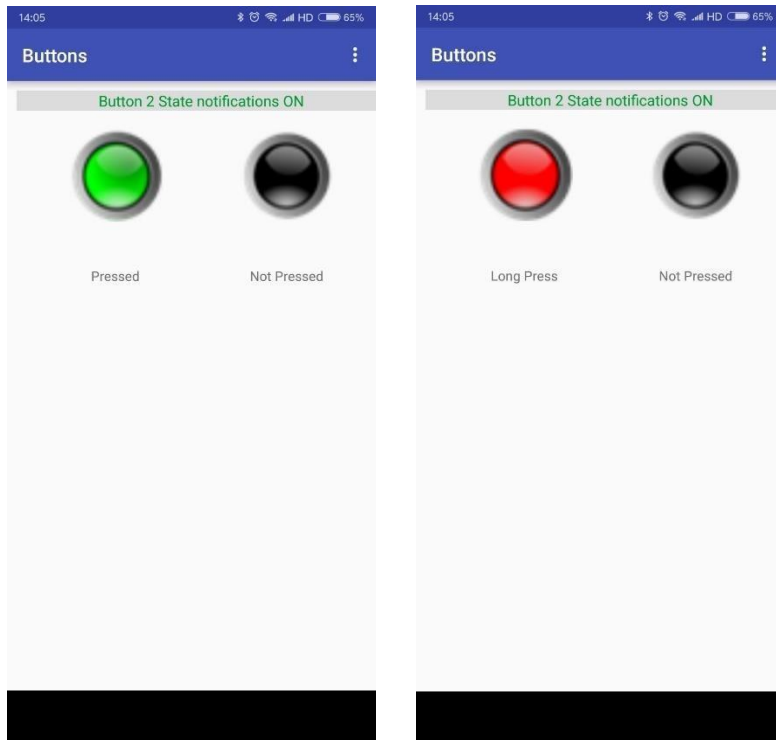 14:05 HD 65%
Buttons
Button 2 State notifications ON
Pressed Not Pressed
14:05 HD 65%
Buttons
Button 2 State notifications ON
Long Press Not Pressed